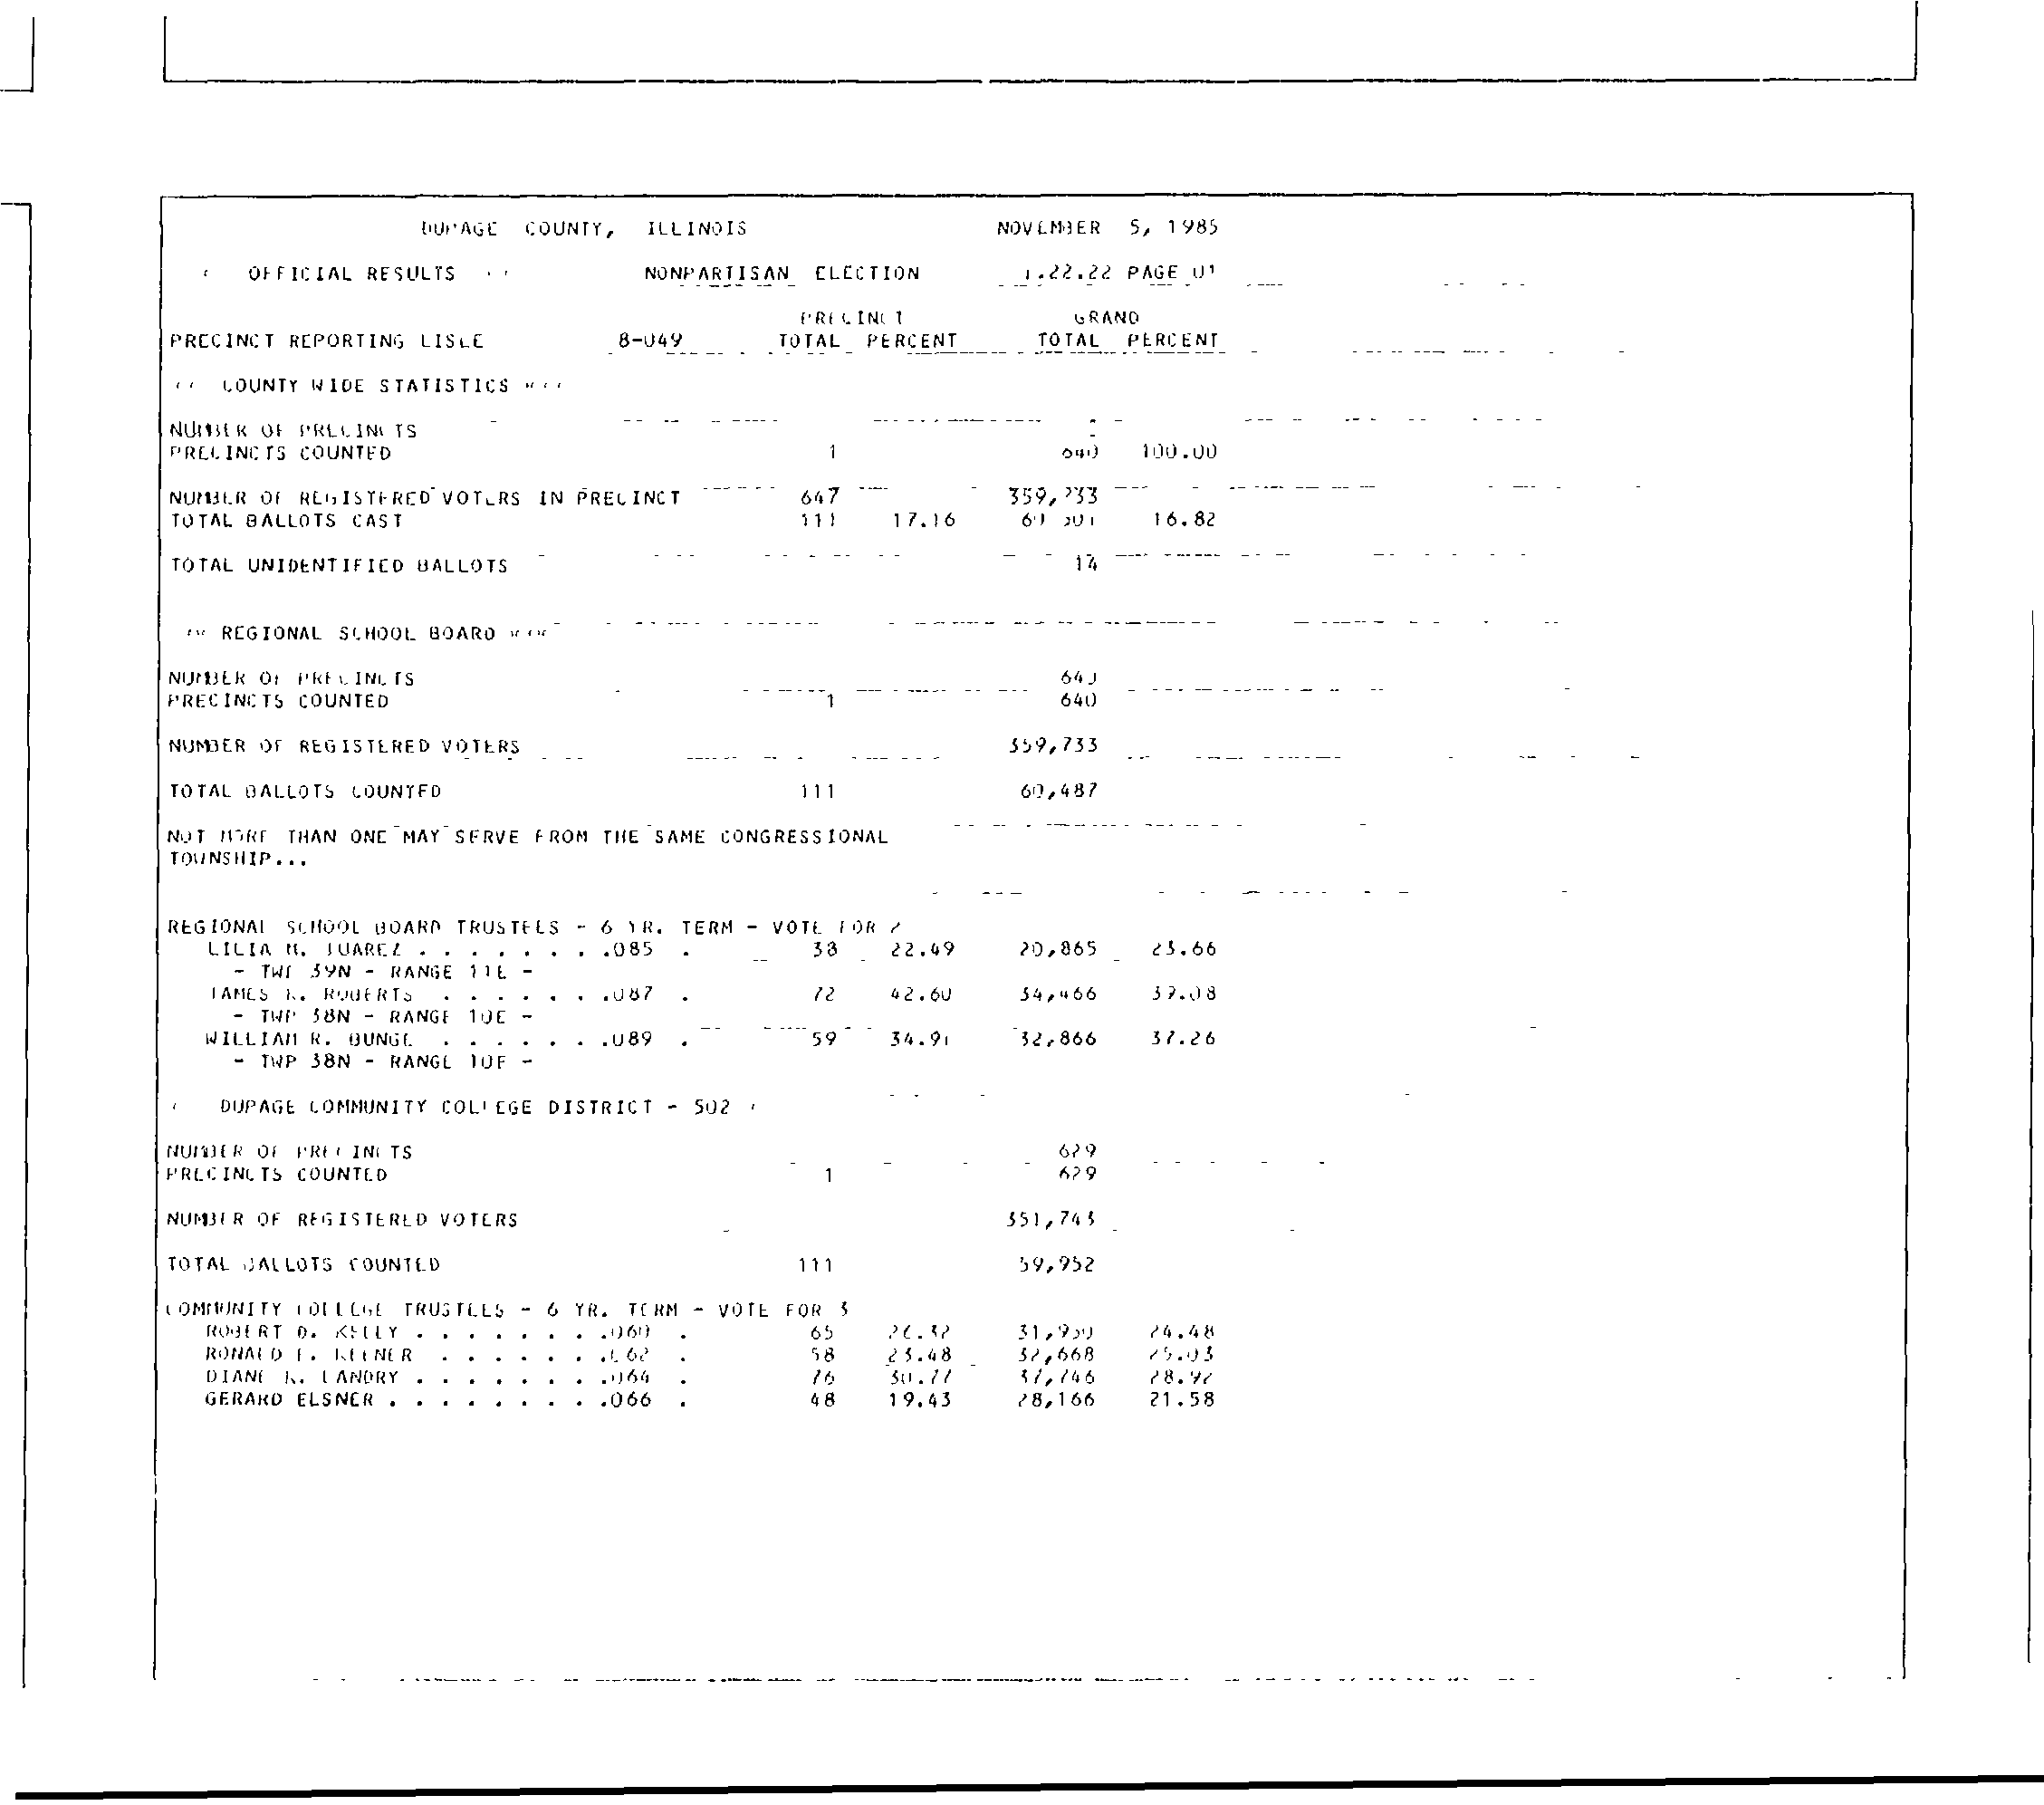 DUPAGE COUNTY, ILLINOIS NOVEMBER 5, 1985
OFFICIAL RESULTS NONPARTISAN ELECTION PAGE 01
PRECINCT GRAND
PRECINCT REPORTING LISLE 8-049 TOTAL PERCENT TOTAL PERCENT
COUNTY WIDE STATISTICS
NUMBER OF PRECINCTS
PRECINCTS COUNTED 1 640 100.00
NUMBER OF REGISTERED VOTERS IN PRECINCT 647 359,733
TOTAL BALLOTS CAST 111 17.16 16.82
TOTAL UNIDENTIFIED BALLOTS 14
REGIONAL SCHOOL BOARD
NUMBER OF PRECINCTS 640
PRECINCTS COUNTED 1 640
NUMBER OF REGISTERED VOTERS 359,733
TOTAL BALLOTS COUNTED 111 60,487
NOT MORE THAN ONE MAY SERVE FROM THE SAME CONGRESSIONAL
TOWNSHIP...
REGIONAL SCHOOL BOARD TRUSTEES - 6 YR. TERM - VOTE FOR 2
LILIA M. JUAREZ . . . . . . . .085 . 38 22.49 20,865 23.66
- TWP 39N - RANGE 11E -
JAMES R. ROBERTS . . . . . . .087 . 72 42.60 34,466 39.08
- TWP 38N - RANGE 10E -
WILLIAM R. BUNGE . . . . . . .089 . 59 34.91 32,866 37.26
- TWP 38N - RANGE 10E -
DUPAGE COMMUNITY COLLEGE DISTRICT - 502
NUMBER OF PRECINCTS 629
PRECINCTS COUNTED 1 629
NUMBER OF REGISTERED VOTERS 351,743
TOTAL BALLOTS COUNTED 111 59,952
COMMUNITY COLLEGE TRUSTEES - 6 YR. TERM - VOTE FOR 3
ROBERT D. KELLY . . . . . . . .060 . 65 26.32 31,950 24.48
RONALD E. KEENER . . . . . . .062 . 58 23.48 32,668 25.03
DIANE K. LANDRY . . . . . . . .064 . 76 30.77 37,746 28.92
GERARD ELSNER . . . . . . . . .066 . 48 19.43 28,166 21.58